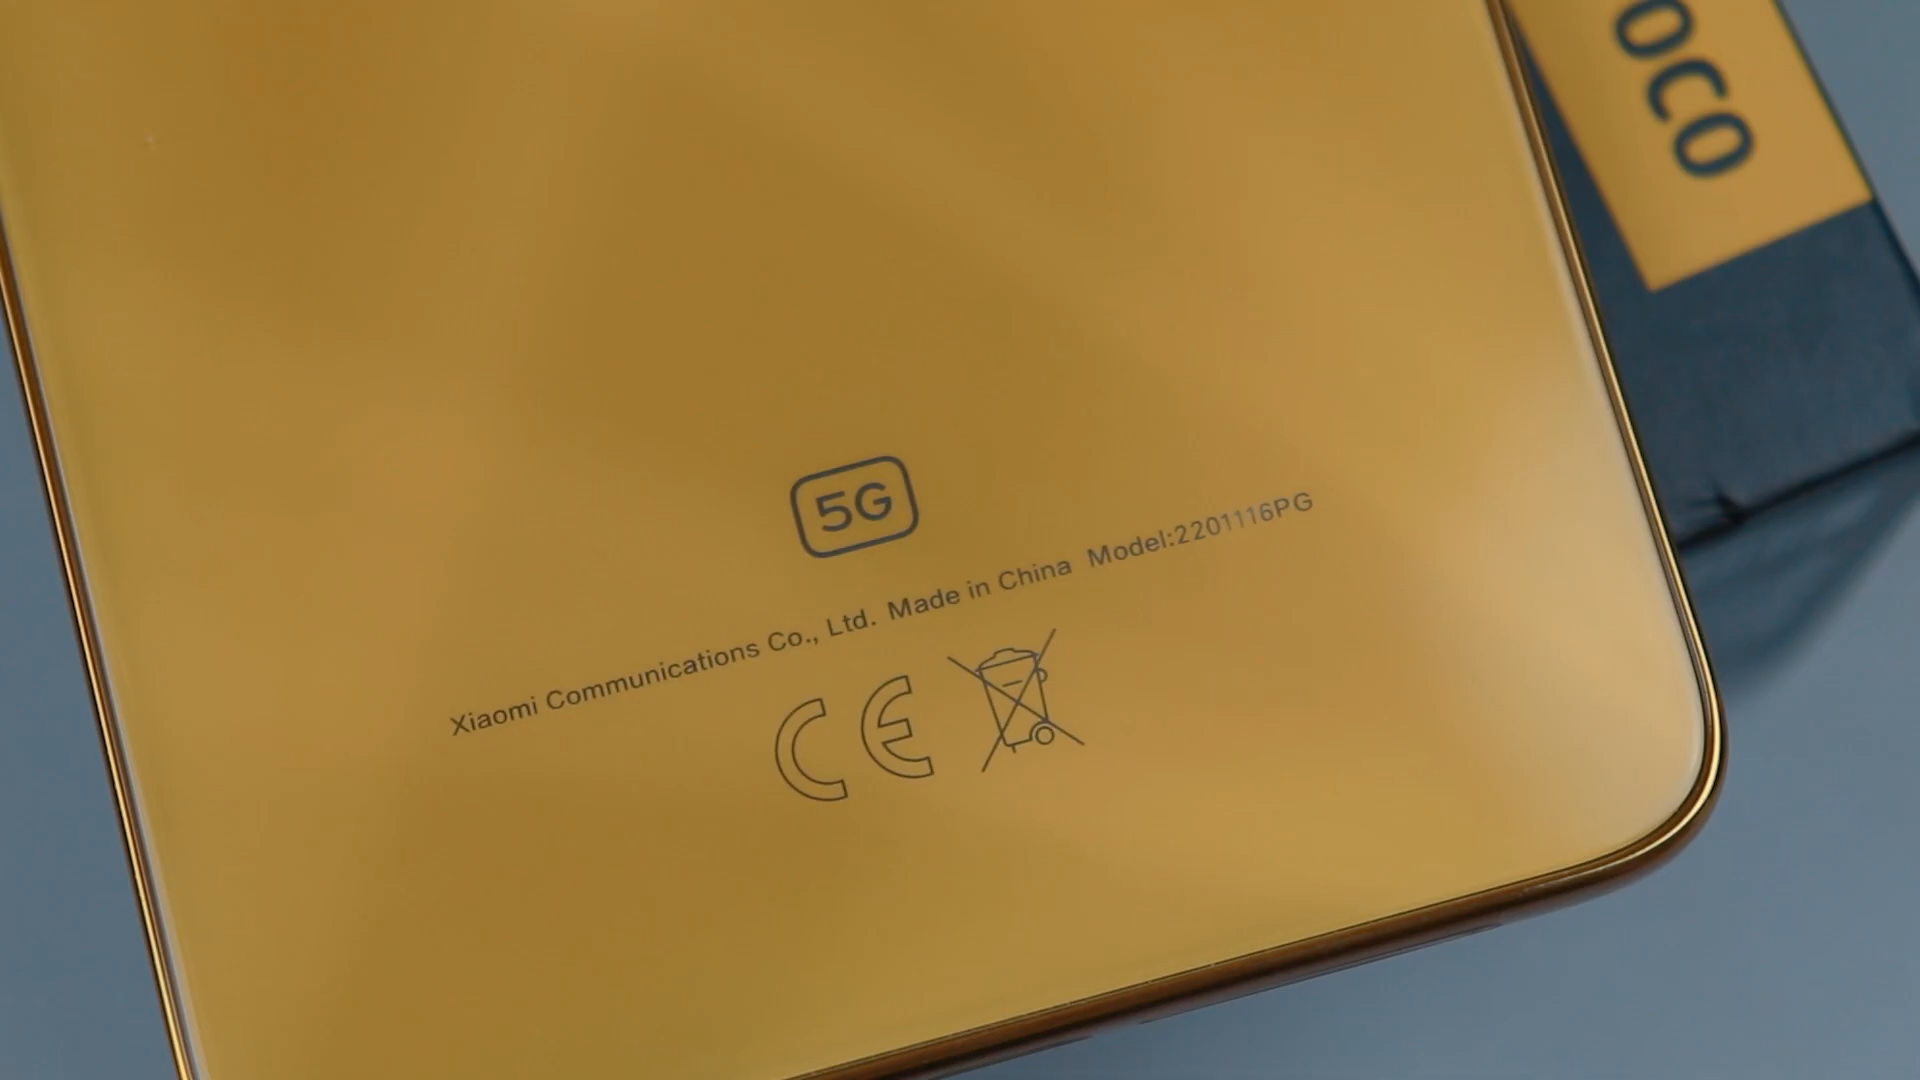 OCO
5G
Xiaomi Communications Co., Ltd. Made in China Model:2201116PG
CE